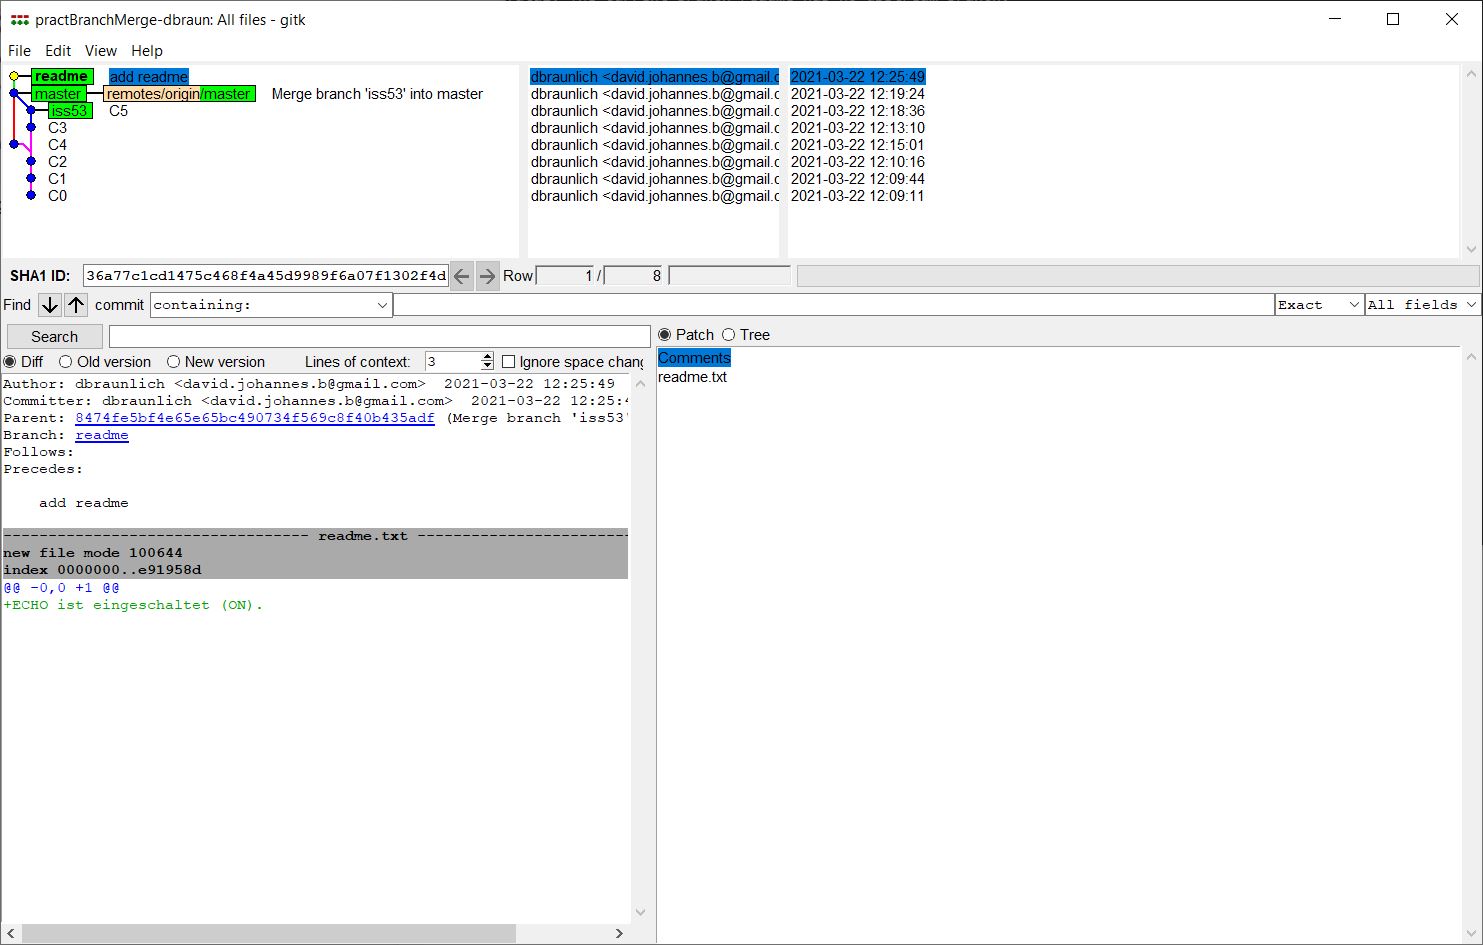 practBranchMerge-dbraun: All files - gitk
File Edit View Help
readme add readme dbraunlich <david.johannes.b@gmail.c 2021-03-22 12:25:49
master remotes/origin/master Merge branch 'iss53' into master dbraunlich <david.johannes.b@gmail.c 2021-03-22 12:19:24
iss53 C5 dbraunlich <david.johannes.b@gmail.c 2021-03-22 12:18:36
C3 dbraunlich <david.johannes.b@gmail.c 2021-03-22 12:13:10
C4 dbraunlich <david.johannes.b@gmail.c 2021-03-22 12:15:01
C2 dbraunlich <david.johannes.b@gmail.c 2021-03-22 12:10:16
C1 dbraunlich <david.johannes.b@gmail.c 2021-03-22 12:09:44
C0 dbraunlich <david.johannes.b@gmail.c 2021-03-22 12:09:11
SHA1 ID: 36a77c1cd1475c468f4a45d9989f6a07f1302f4d Row 1 / 8
Find commit containing: Exact All fields
Search
Diff Old version New version Lines of context: 3 Ignore space chang
Author: dbraunlich <david.johannes.b@gmail.com> 2021-03-22 12:25:49
Committer: dbraunlich <david.johannes.b@gmail.com> 2021-03-22 12:25:4
Parent: 8474fe5bf4e65e65bc490734f569c8f40b435adf (Merge branch 'iss53'
Branch: readme
Follows:
Precedes:
add readme
---------------------------------- readme.txt ------------------------
new file mode 100644
index 0000000..e91958d
@@ -0,0 +1 @@
+ECHO ist eingeschaltet (ON).
Patch Tree
Comments
readme.txt